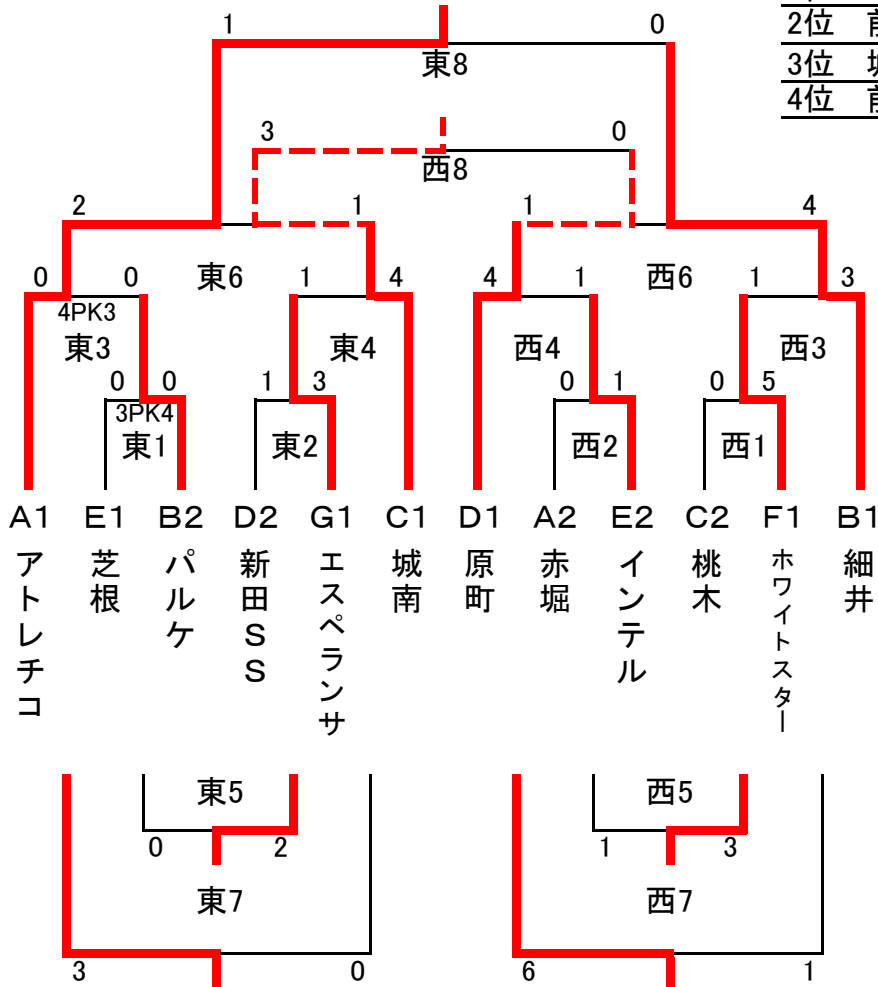 1
0
2位 前
東8
3位 城
4位 前
3
0
西8
2
1
1
4
0
0
東6
1
4
4
1
西6
1
3
4PK3
東3
東4
西4
西3
0
0
1
3
0
1
0
5
3PK4
東1
東2
西2
西1
A1
E1
B2
D2
G1
C1
D1
A2
E2
C2
F1
B1
アトレチコ
芝根
パルケ
新田SS
エスペランサ
城南
原町
赤堀
インテル
桃木
ホワイトスター
細井
東5
西5
0
2
1
3
東7
西7
3
0
6
1